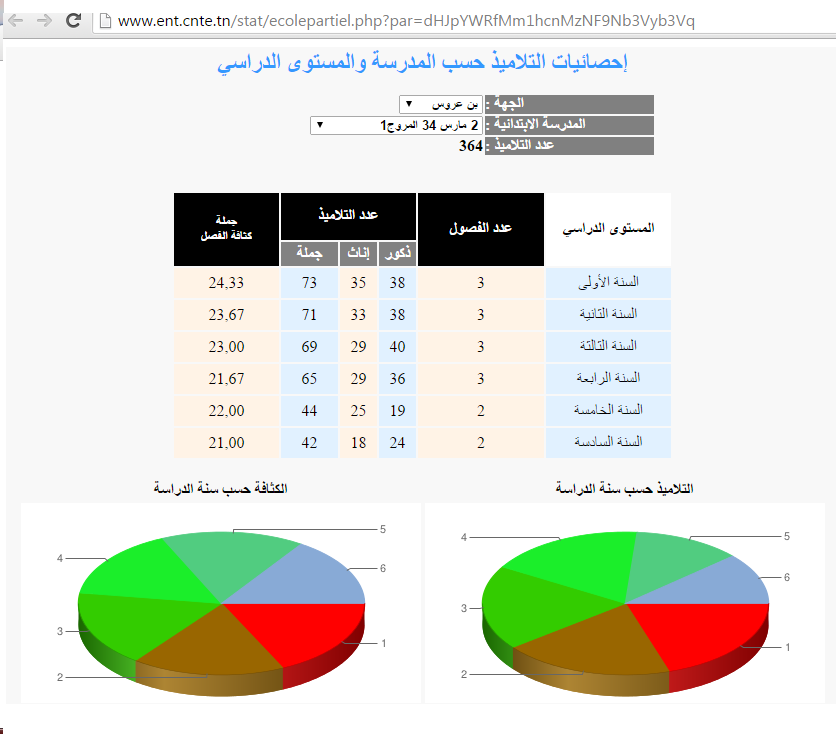 www.ent.cnte.tn/stat/ecolepartiel.php?par=dHJpYWRfMm1hcnMzNF9Nb3Vyb3Vq
إحصائيات التلاميذ حسب المدرسة والمستوى الدراسي
الجهة : بن عروس
المدرسة الابتدائية : 2 مارس 34 المروج1
عدد التلاميذ : 364
المستوى الدراسي عدد الفصول عدد التلاميذ جملة كثافة الفصل
ذكور إناث جملة
السنة الأولى 3 38 35 73 24,33
السنة الثانية 3 38 33 71 23,67
السنة الثالثة 3 40 29 69 23,00
السنة الرابعة 3 36 29 65 21,67
السنة الخامسة 2 19 25 44 22,00
السنة السادسة 2 24 18 42 21,00
التلاميذ حسب سنة الدراسة
4
5
6
3
1
2
الكثافة حسب سنة الدراسة
5
4
6
3
1
2